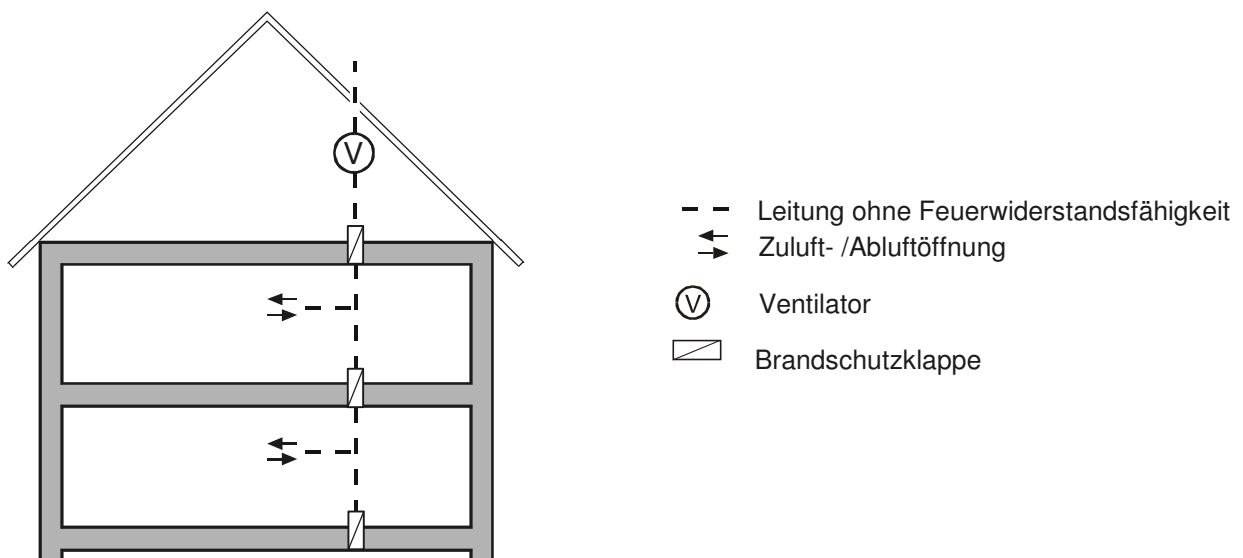 V
Leitung ohne Feuerwiderstandsfähigkeit
Zuluft- /Abluftöffnung
V Ventilator
Brandschutzklappe